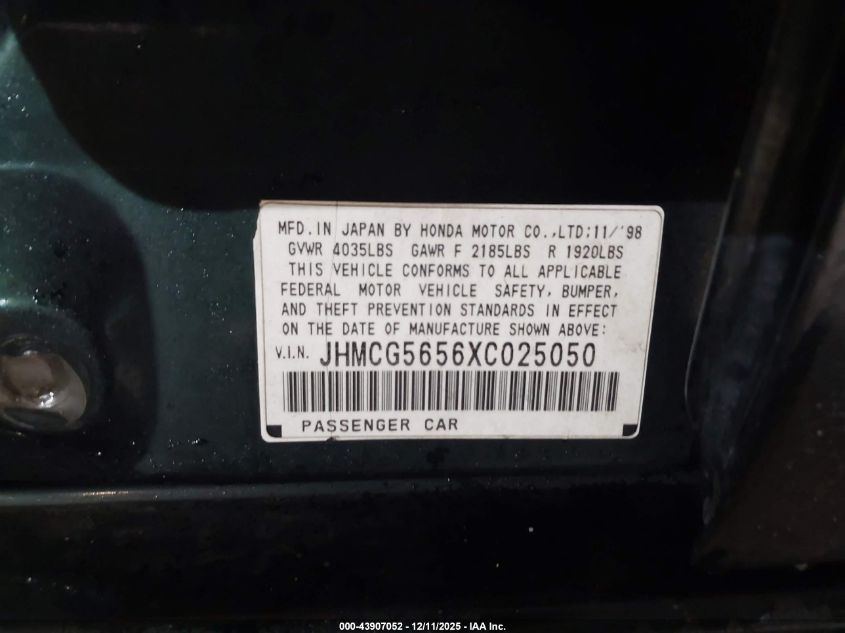 MFD. IN JAPAN BY HONDA MOTOR CO.,LTD:11/'98
GVWR 4035LBS GAWR F 2185LBS R 1920LBS
THIS VEHICLE CONFORMS TO ALL APPLICABLE
FEDERAL MOTOR VEHICLE SAFETY, BUMPER,
AND THEFT PREVENTION STANDARDS IN EFFECT
ON THE DATE OF MANUFACTURE SHOWN ABOVE:
V.I.N. JHMCG5656XC025050
PASSENGER CAR
000-43907052 - 12/11/2025 - IAA Inc.